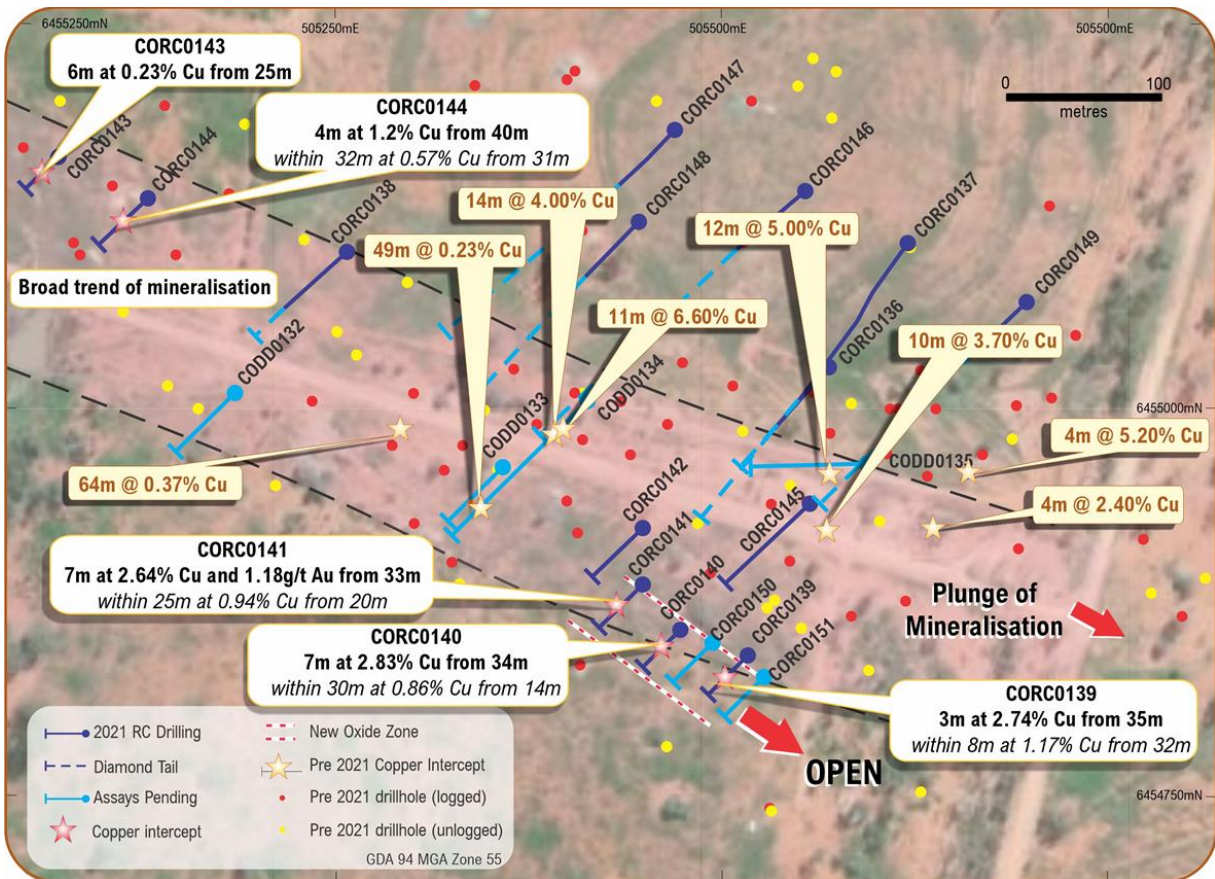 6455250mN
505250mE
505500mE
505500mE
CORC0143
6m at 0.23% Cu from 25m
CORC0144
4m at 1.2% Cu from 40m
within 32m at 0.57% Cu from 31m
0 100
metres
CORC0143
CORC0144
CORC0138
CORC0147
CORC0148
CORC0146
CORC0137
CORC0149
14m @ 4.00% Cu
12m @ 5.00% Cu
49m @ 0.23% Cu
Broad trend of mineralisation
11m @ 6.60% Cu
CORC0136
10m @ 3.70% Cu
CODD0132
CODD0134
CODD0133
6455000mN
4m @ 5.20% Cu
CODD0135
64m @ 0.37% Cu
4m @ 2.40% Cu
CORC0142
CORC0145
CORC0141
CORC0141
7m at 2.64% Cu and 1.18g/t Au from 33m
within 25m at 0.94% Cu from 20m
CORC0140
CORC0150
CORC0139
CORC0151
Plunge of
Mineralisation
CORC0140
7m at 2.83% Cu from 34m
within 30m at 0.86% Cu from 14m
CORC0139
3m at 2.74% Cu from 35m
within 8m at 1.17% Cu from 32m
OPEN
2021 RC Drilling
Diamond Tail
Assays Pending
Copper intercept
New Oxide Zone
Pre 2021 Copper Intercept
Pre 2021 drillhole (logged)
Pre 2021 drillhole (unlogged)
GDA 94 MGA Zone 55
6454750mN